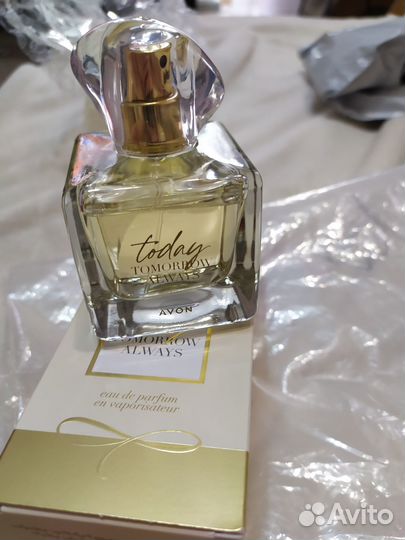 today
TOMORROW
ALWAYS
AVON
TOMORROW
ALWAYS
eau de parfum
en vaporisateur
Avito